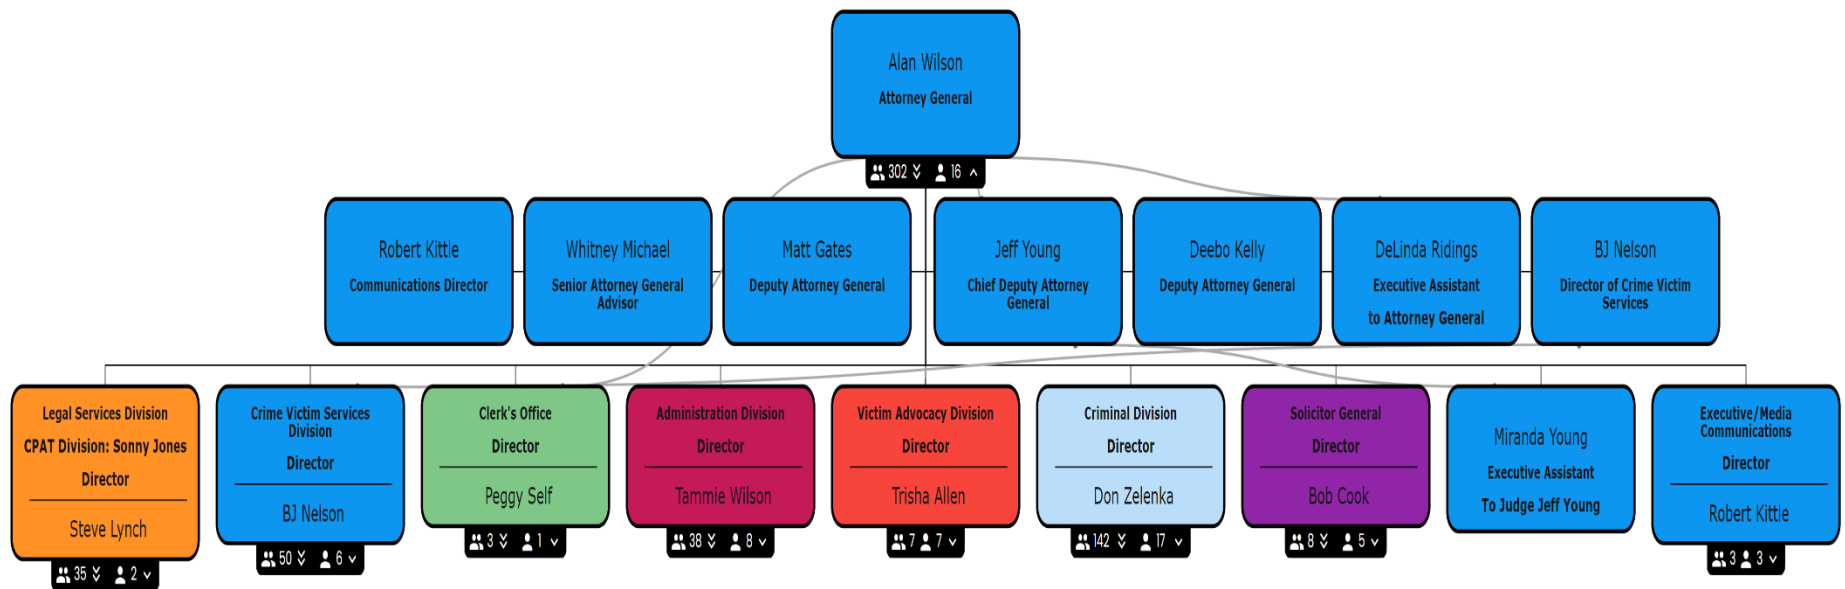 Alan Wilson
Attorney General
302 16
Robert Kittle
Communications Director
Whitney Michael
Senior Attorney General
Advisor
Matt Gates
Deputy Attorney General
Jeff Young
Chief Deputy Attorney
General
Deebo Kelly
Deputy Attorney General
DeLinda Ridings
Executive Assistant
to Attorney General
BJ Nelson
Director of Crime Victim
Services
Legal Services Division
CPAT Division: Sonny Jones
Director
Steve Lynch
35 2
Crime Victim Services
Division
Director
BJ Nelson
50 6
Clerk's Office
Director
Peggy Self
3 1
Administration Division
Director
Tammie Wilson
38 8
Victim Advocacy Division
Director
Trisha Allen
7 7
Criminal Division
Director
Don Zelenka
142 17
Solicitor General
Director
Bob Cook
8 5
Miranda Young
Executive Assistant
To Judge Jeff Young
Executive/Media
Communications
Director
Robert Kittle
3 3